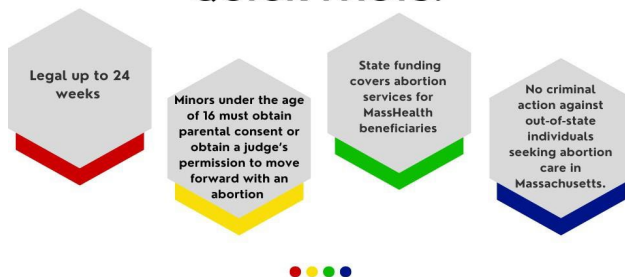 Legal up to 24
weeks
Minors under the age
of 16 must obtain
parental consent or
obtain a judge's
permission to move
forward with an
abortion
State funding
covers abortion
services for
MassHealth
beneficiaries
No criminal
action against
out-of-state
individuals
seeking abortion
care in
Massachusetts.